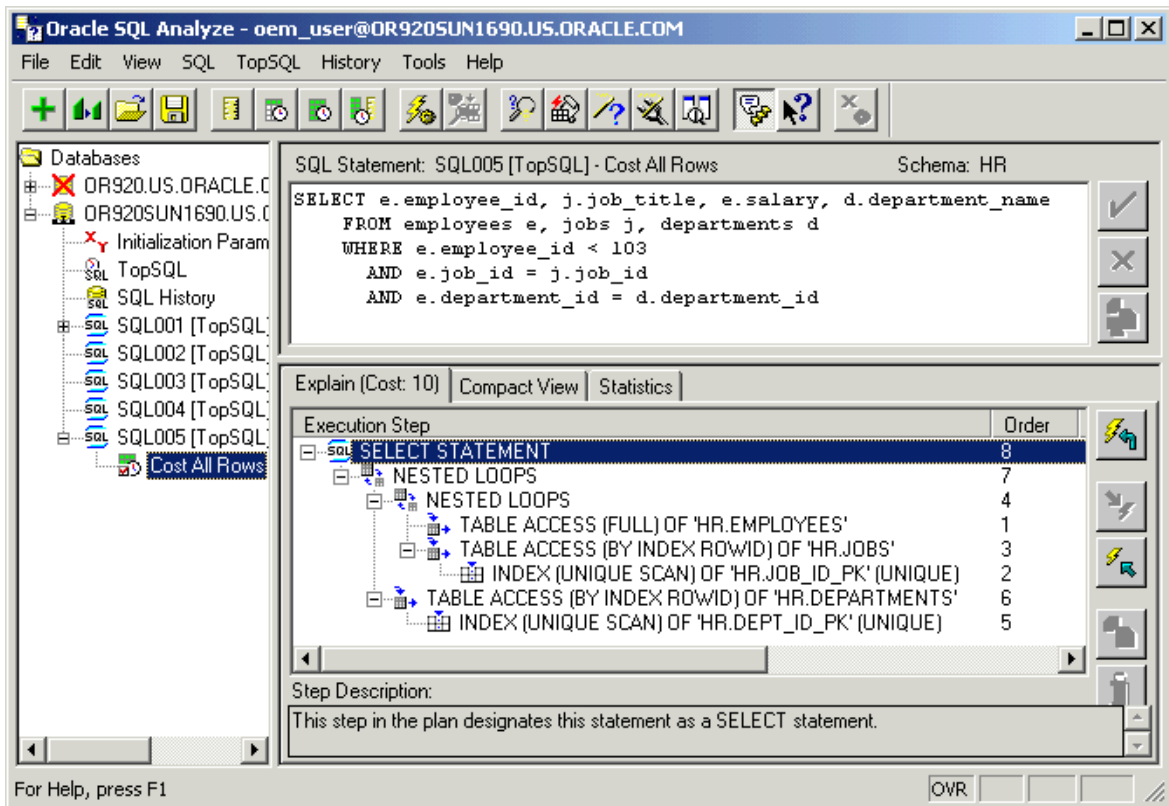 Oracle SQL Analyze - oem_user@OR920SUN1690.US.ORACLE.COM
File Edit View SQL TopSQL History Tools Help
Databases
OR920.US.ORACLE.C
OR920SUN1690.US.O
Initialization Param
TopSQL
SQL History
SQL001 [TopSQL]
SQL002 [TopSQL]
SQL003 [TopSQL]
SQL004 [TopSQL]
SQL005 [TopSQL]
Cost All Rows
SQL Statement: SQL005 [TopSQL] - Cost All Rows Schema: HR
SELECT e.employee_id, j.job_title, e.salary, d.department_name
FROM employees e, jobs j, departments d
WHERE e.employee_id < 103
AND e.job_id = j.job_id
AND e.department_id = d.department_id
Explain (Cost: 10) Compact View Statistics
Execution Step Order
SELECT STATEMENT 8
NESTED LOOPS 7
NESTED LOOPS 4
TABLE ACCESS (FULL) OF 'HR.EMPLOYEES' 1
TABLE ACCESS (BY INDEX ROWID) OF 'HR.JOBS' 3
INDEX (UNIQUE SCAN) OF 'HR.JOB_ID_PK' (UNIQUE) 2
TABLE ACCESS (BY INDEX ROWID) OF 'HR.DEPARTMENTS' 6
INDEX (UNIQUE SCAN) OF 'HR.DEPT_ID_PK' (UNIQUE) 5
Step Description:
This step in the plan designates this statement as a SELECT statement.
For Help, press F1 OVR